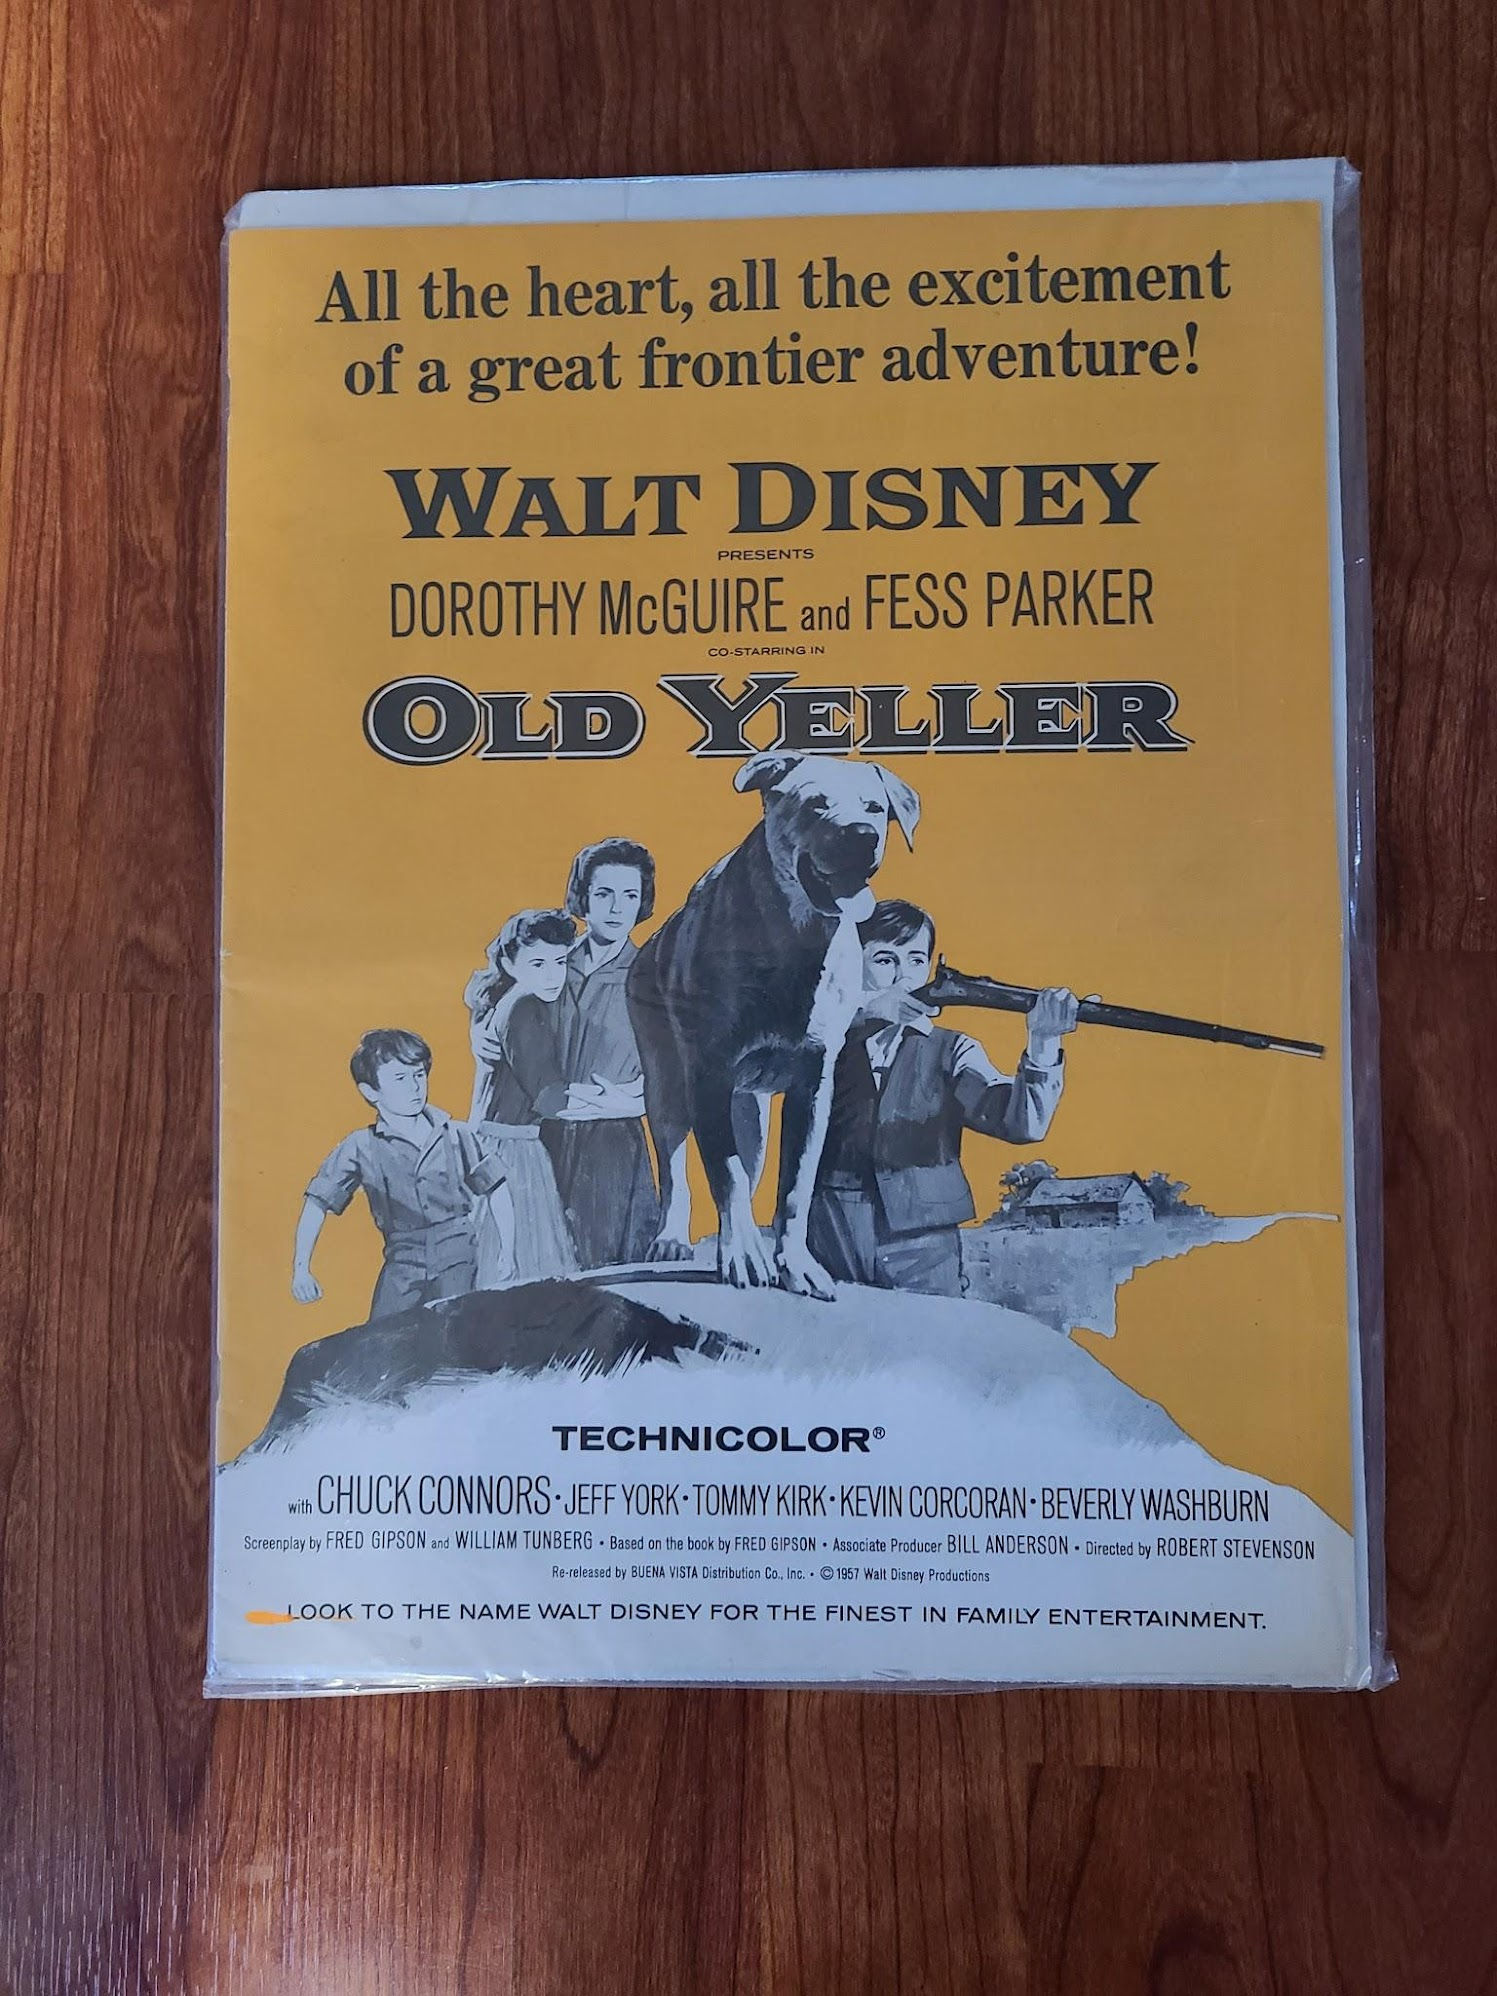 All the heart, all the excitement
of a great frontier adventure!
WALT DISNEY
PRESENTS
DOROTHY McGUIRE and FESS PARKER
CO-STARRING IN
OLD YELLER
TECHNICOLOR®
with CHUCK CONNORS • JEFF YORK • TOMMY KIRK • KEVIN CORCORAN • BEVERLY WASHBURN
Screenplay by FRED GIPSON and WILLIAM TUNBERG • Based on the book by FRED GIPSON • Associate Producer BILL ANDERSON • Directed by ROBERT STEVENSON
Re-released by BUENA VISTA Distribution Co., Inc. • © 1957 Walt Disney Productions
LOOK TO THE NAME WALT DISNEY FOR THE FINEST IN FAMILY ENTERTAINMENT.